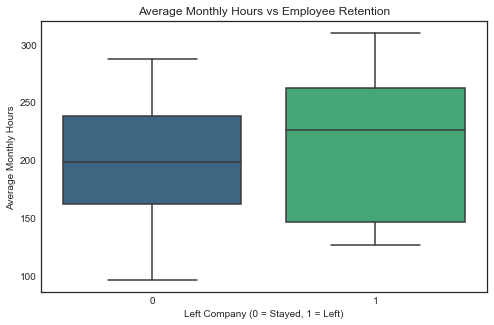 Average Monthly Hours vs Employee Retention
Average Monthly Hours
300
250
200
150
100
0
1
Left Company (0 = Stayed, 1 = Left)